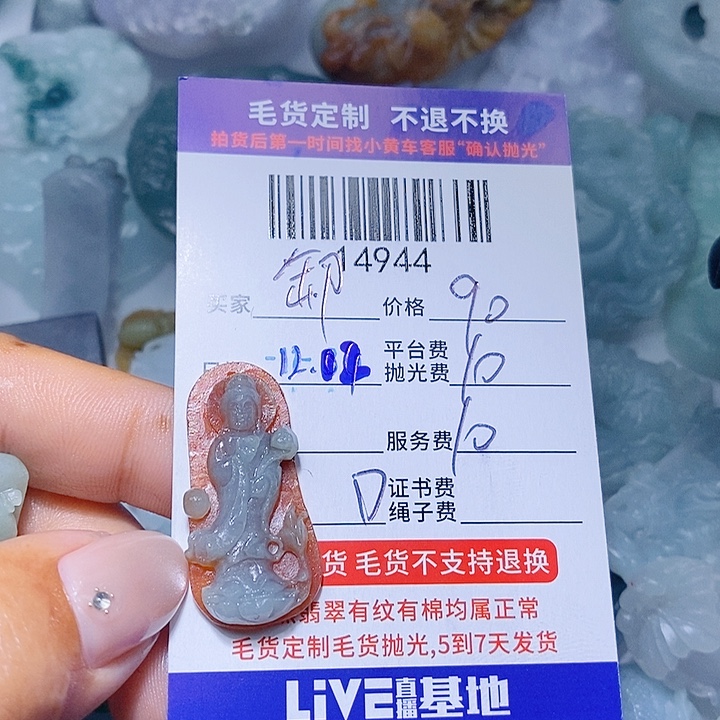 毛货定制 不退不换
拍货后第一时间找小黄车客服“确认抛光”
14944
买家 郝 价格 90
-12.02 平台费
抛光费 10
服务费 10
D 证书费
绳子费
货 毛货不支持退换
翡翠有纹有棉均属正常
毛货定制毛货抛光,5到7天发货
LiVE直播基地